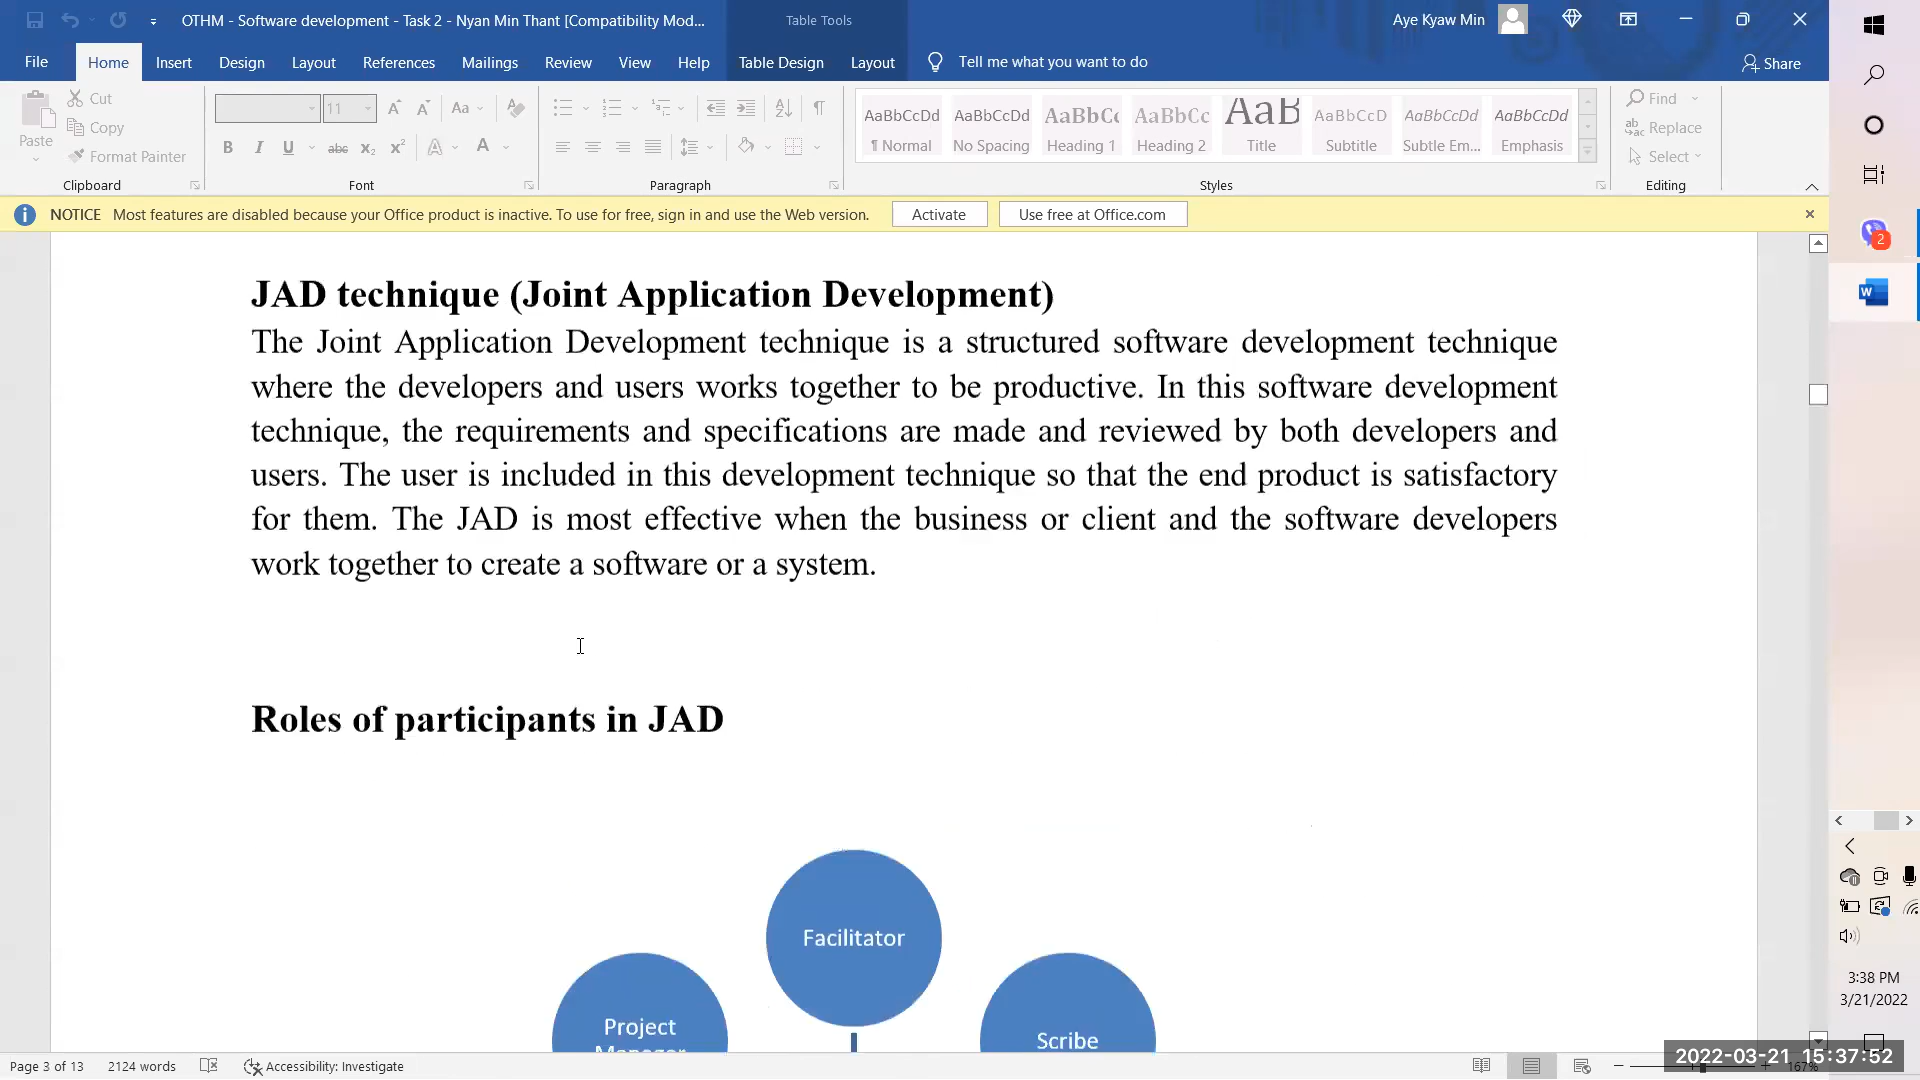 OTHM - Software development - Task 2 - Nyan Min Thant [Compatibility Mod...
Table Tools
Aye Kyaw Min
File
Home
Insert
Design
Layout
References
Mailings
Review
View
Help
Table Design
Layout
Tell me what you want to do
Share
Paste
Cut
Copy
Format Painter
Clipboard
11
Font
Paragraph
AaBbCcDd
¶ Normal
AaBbCcDd
No Spacing
AaBbCc
Heading 1
AaBbCc
Heading 2
AaB
Title
AaBbCcD
Subtitle
AaBbCcDd
Subtle Em...
AaBbCcDd
Emphasis
Styles
Find
Replace
Select
Editing
NOTICE Most features are disabled because your Office product is inactive. To use for free, sign in and use the Web version.
Activate
Use free at Office.com
JAD technique (Joint Application Development)
The Joint Application Development technique is a structured software development technique
where the developers and users works together to be productive. In this software development
technique, the requirements and specifications are made and reviewed by both developers and
users. The user is included in this development technique so that the end product is satisfactory
for them. The JAD is most effective when the business or client and the software developers
work together to create a software or a system.
Roles of participants in JAD
Facilitator
Project
Manager
Scribe
2
3:38 PM
3/21/2022
Page 3 of 13
2124 words
Accessibility: Investigate
2022-03-21 15:37:52
167%